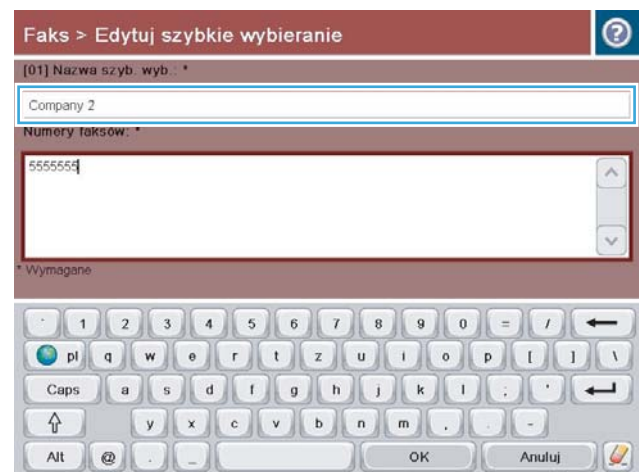 Faks > Edytuj szybkie wybieranie ?
[01] Nazwa szyb. wyb.: *
Company 2
Numery faksów: *
5555555
* Wymagane
1 2 3 4 5 6 7 8 9 0 = /
pl q w e r t z u i o p [ ] \
Caps a s d f g h j k l ; '
y x c v b n m , . -
Alt @ . _ OK Anuluj